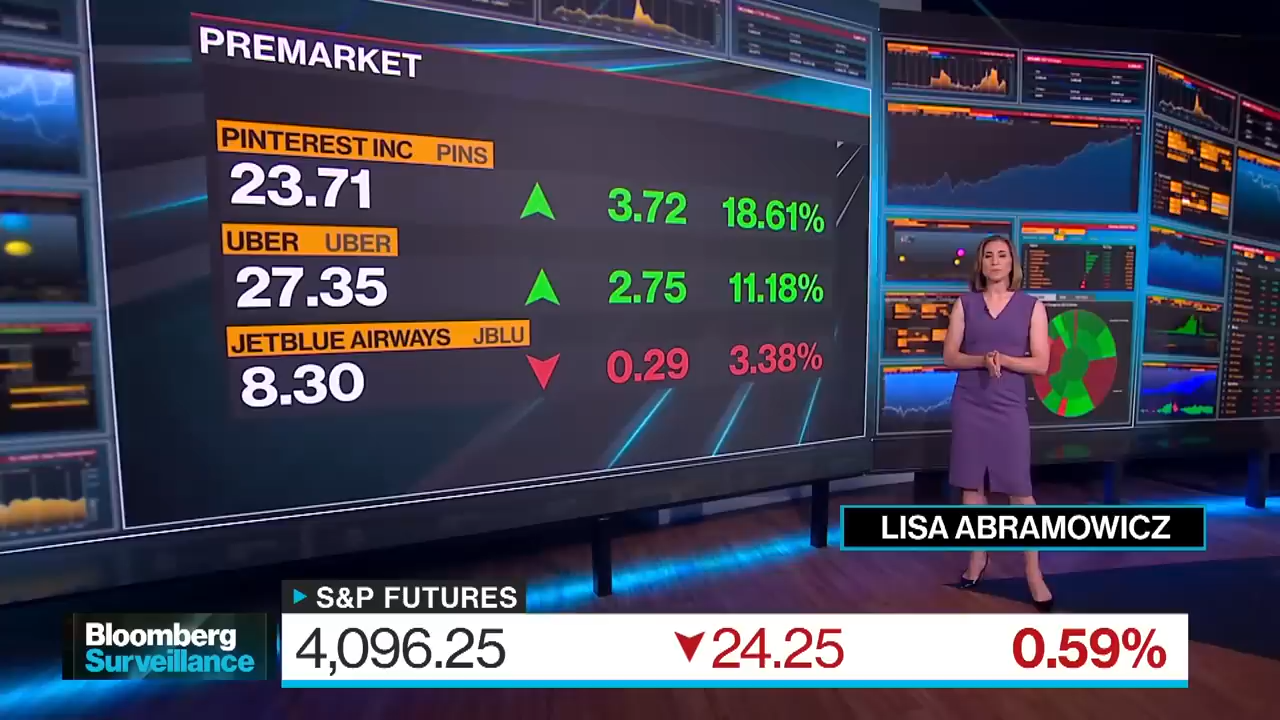 PREMARKET
PINTEREST INC PINS
23.71 3.72 18.61%
UBER UBER
27.35 2.75 11.18%
JETBLUE AIRWAYS JBLU
8.30 0.29 3.38%
LISA ABRAMOWICZ
S&P FUTURES
Bloomberg
Surveillance
4,096.25 24.25 0.59%